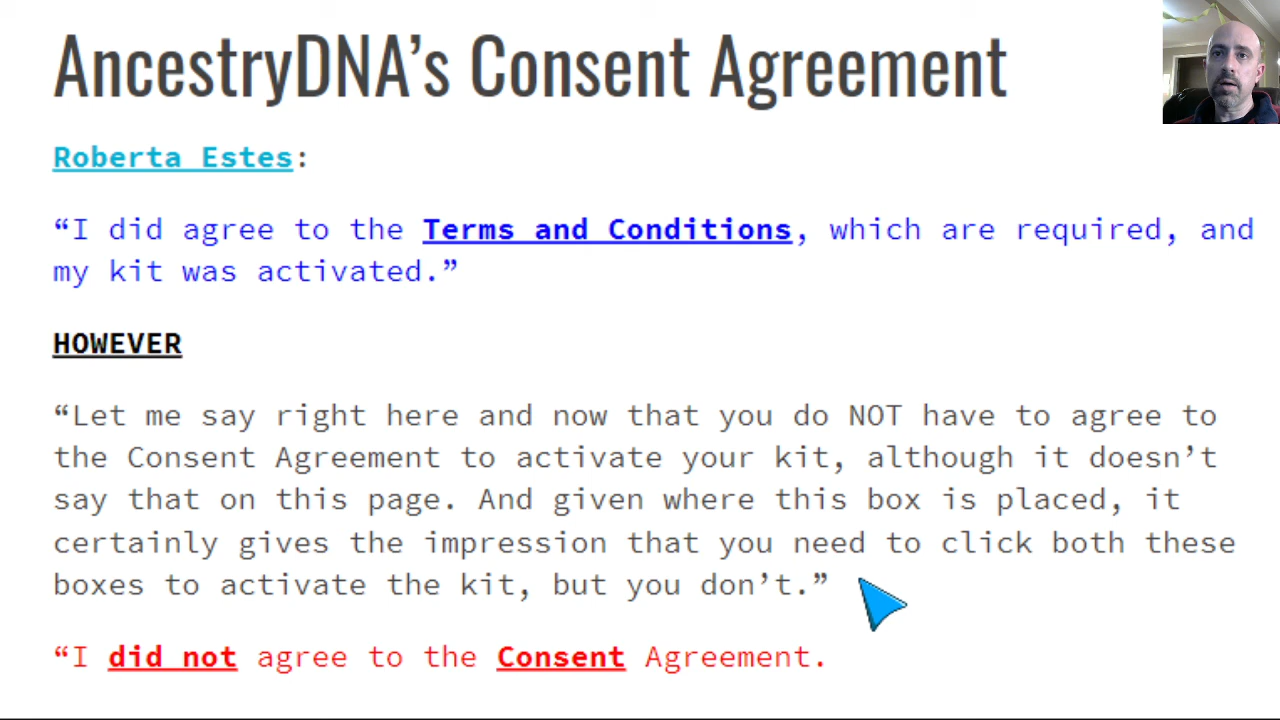 AncestryDNA’s Consent Agreement
Roberta Estes:
“I did agree to the Terms and Conditions, which are required, and
my kit was activated.”
HOWEVER
“Let me say right here and now that you do NOT have to agree to
the Consent Agreement to activate your kit, although it doesn’t
say that on this page. And given where this box is placed, it
certainly gives the impression that you need to click both these
boxes to activate the kit, but you don’t.”
“I did not agree to the Consent Agreement.